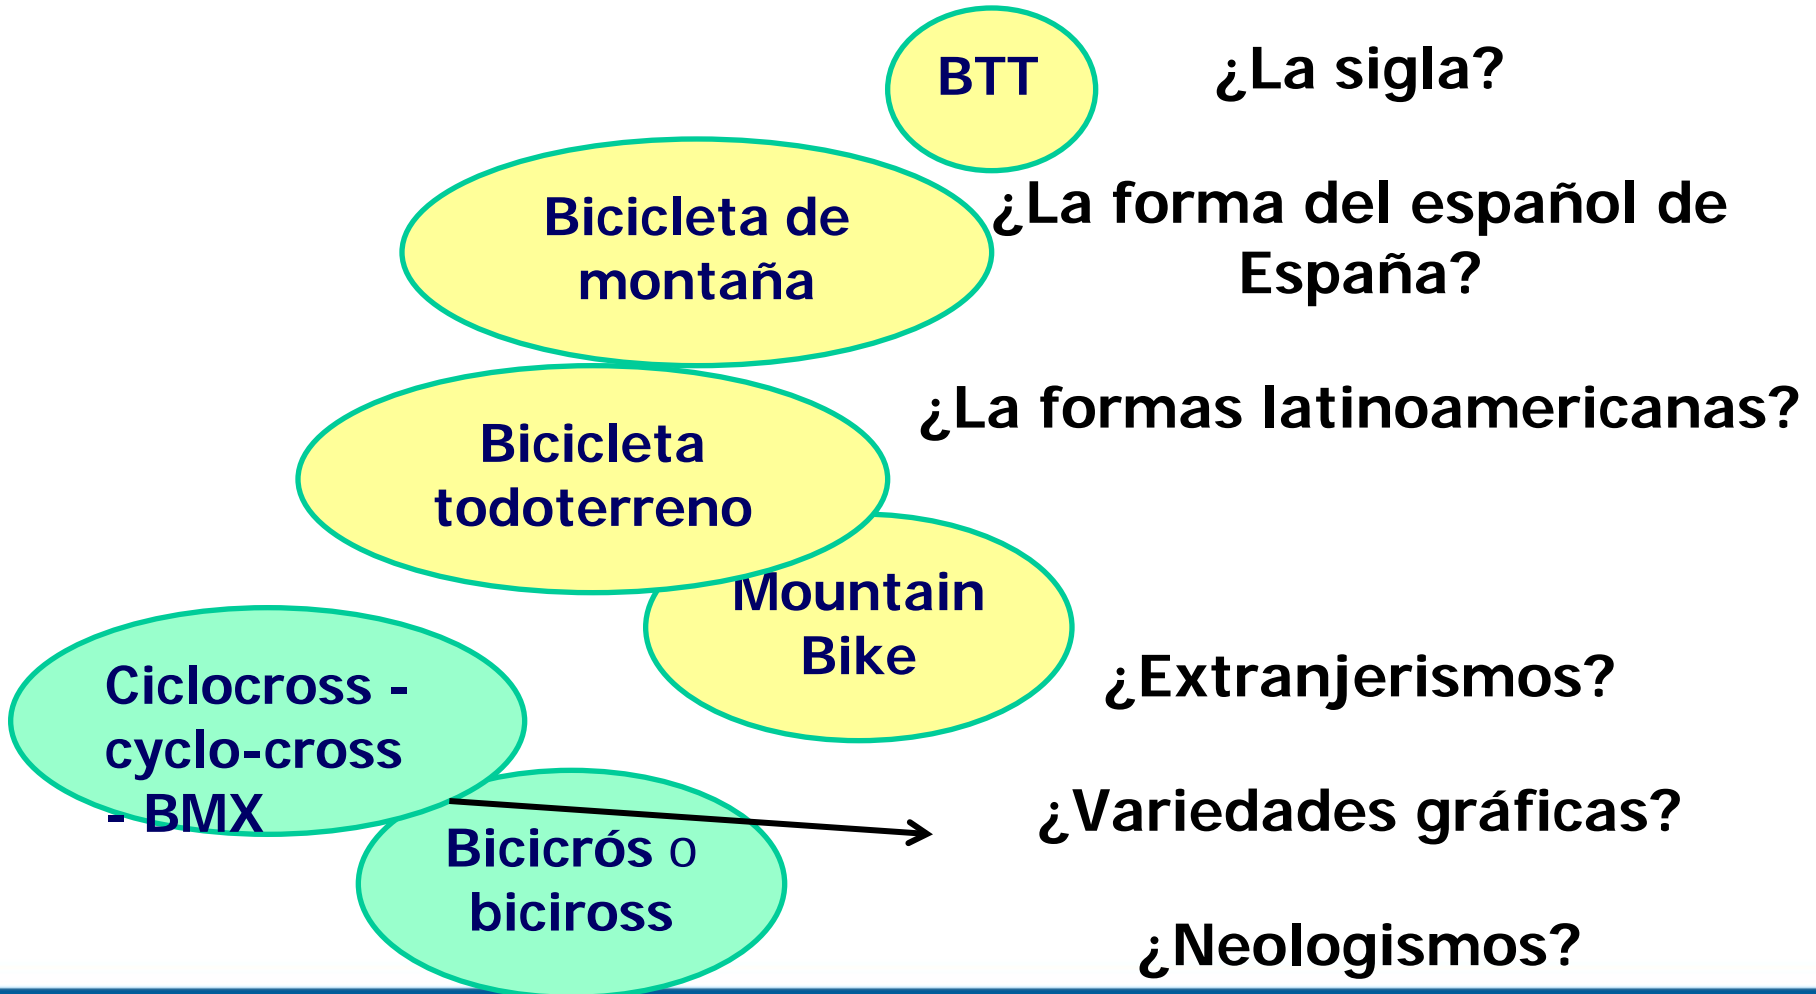 BTT
¿La sigla?
Bicicleta de
montaña
¿La forma del español de
España?
¿La formas latinoamericanas?
Bicicleta
todoterreno
Mountain
Bike
¿Extranjerismos?
Ciclocross -
cyclo-cross
- BMX
¿Variedades gráficas?
Bicicrós o
biciross
¿Neologismos?